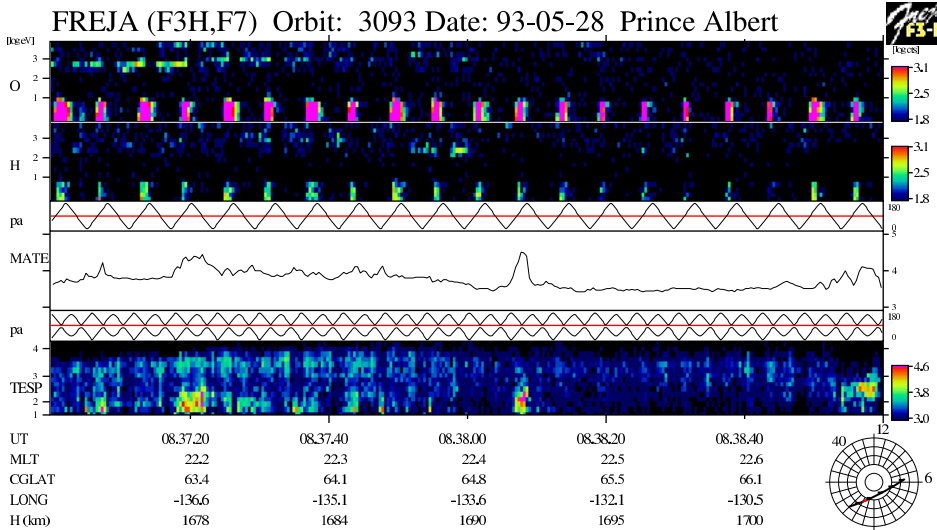 FREJA (F3H,F7) Orbit: 3093 Date: 93-05-28 Prince Albert
F3-
[logeV]
[log cts]
3
2
1
O
3.1
2.5
1.8
3
2
1
H
3.1
2.5
1.8
pa
180
0
MATE
5
4
3
pa
180
0
4
3
2
1
TESP
4.6
3.8
3.0
UT 08.37.20 08.37.40 08.38.00 08.38.20 08.38.40
MLT 22.2 22.3 22.4 22.5 22.6
CGLAT 63.4 64.1 64.8 65.5 66.1
LONG -136.6 -135.1 -133.6 -132.1 -130.5
H (km) 1678 1684 1690 1695 1700
12
40
6